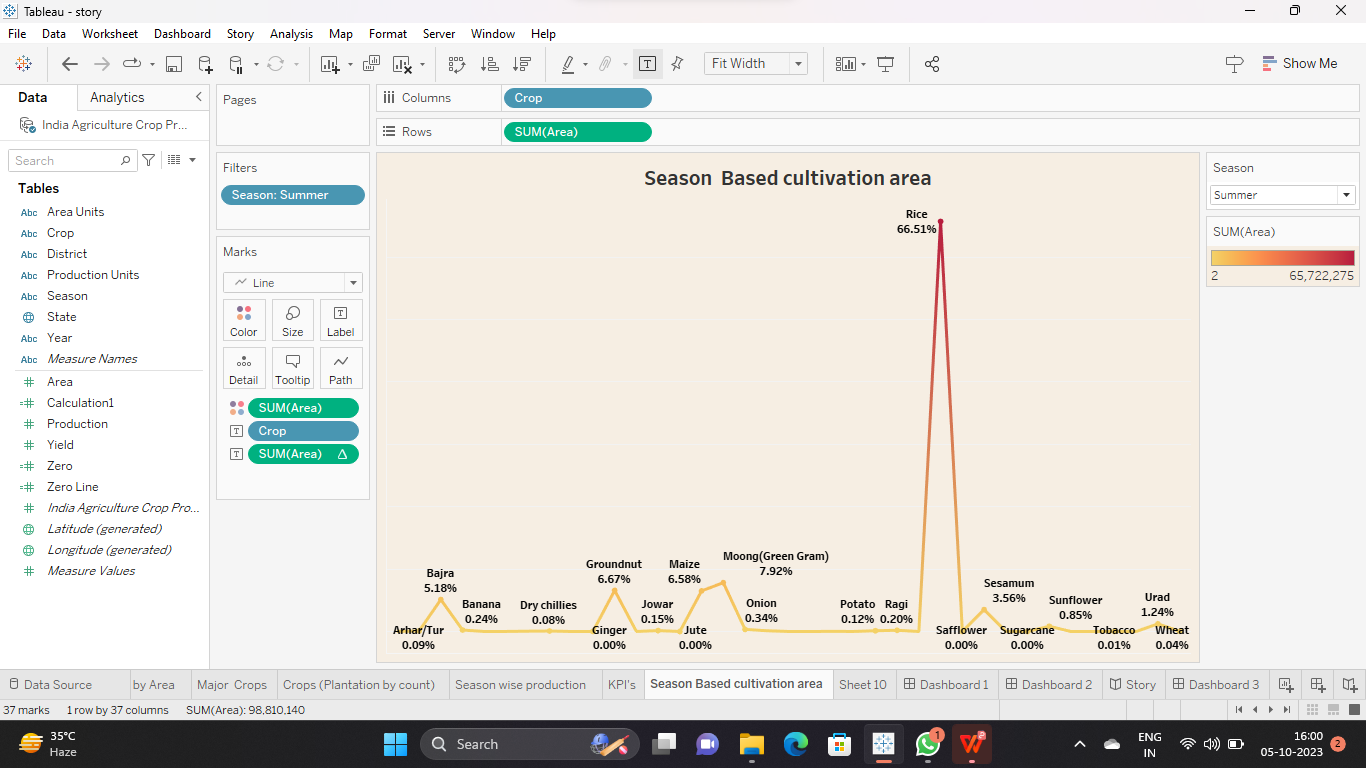 Tableau - story
File Data Worksheet Dashboard Story Analysis Map Format Server Window Help
Fit Width
Show Me
Data Analytics
India Agriculture Crop Pr...
Search
Tables
Abc Area Units
Abc Crop
Abc District
Abc Production Units
Abc Season
State
Abc Year
Abc Measure Names
Area
Calculation1
Production
Yield
Zero
Zero Line
India Agriculture Crop Pro...
Latitude (generated)
Longitude (generated)
Measure Values
Pages
Filters
Season: Summer
Marks
Line
Color Size Label
Detail Tooltip Path
SUM(Area)
Crop
SUM(Area)
Columns Crop
Rows SUM(Area)
Season Based cultivation area
Rice
66.51%
Moong(Green Gram)
7.92%
Groundnut
6.67%
Maize
6.58%
Bajra
5.18%
Sesamum
3.56%
Urad
1.24%
Sunflower
0.85%
Banana
0.24%
Dry chillies
0.08%
Jowar
0.15%
Onion
0.34%
Potato
0.12%
Ragi
0.20%
Arhar/Tur
0.09%
Ginger
0.00%
Jute
0.00%
Safflower
0.00%
Sugarcane
0.00%
Tobacco
0.01%
Wheat
0.04%
Season
Summer
SUM(Area)
2 65,722,275
Data Source by Area Major Crops Crops (Plantation by count) Season wise production KPI's Season Based cultivation area Sheet 10 Dashboard 1 Dashboard 2 Story Dashboard 3
37 marks 1 row by 37 columns SUM(Area): 98,810,140
35°C
Haze
Search
1
ENG
IN
16:00
05-10-2023
2